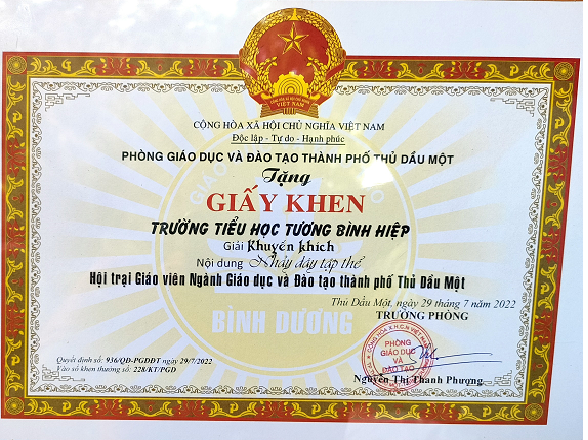 VIỆT NAM
CỘNG HÒA XÃ HỘI CHỦ NGHĨA VIỆT NAM
Độc lập - Tự do - Hạnh phúc
PHÒNG GIÁO DỤC VÀ ĐÀO TẠO THÀNH PHỐ THỦ DẦU MỘT
Tặng
GIẤY KHEN
TRƯỜNG TIỂU HỌC TƯƠNG BÌNH HIỆP
Giải Khuyến khích
Nội dung Nhảy dây tập thể
Hội trại Giáo viên Ngành Giáo dục và Đào tạo thành phố Thủ Dầu Một
Thủ Dầu Một, ngày 29 tháng 7 năm 2022
TRƯỞNG PHÒNG
BÌNH DƯƠNG
PHÒNG
GIÁO DỤC
VÀ
ĐÀO TẠO
Quyết định số: 936/QĐ-PGDĐT ngày 29/7/2022
Vào sổ khen thưởng số: 228/KT/PGD
Nguyễn Thị Thanh Phượng